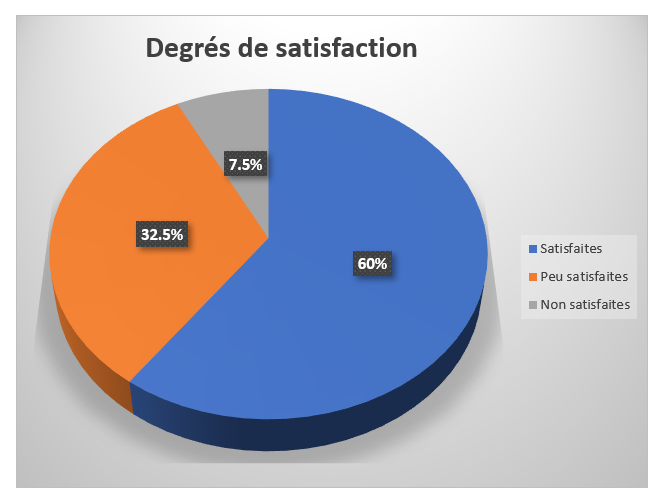 Degrés de satisfaction
7.5%
32.5%
60%
Satisfaites
Peu satisfaites
Non satisfaites